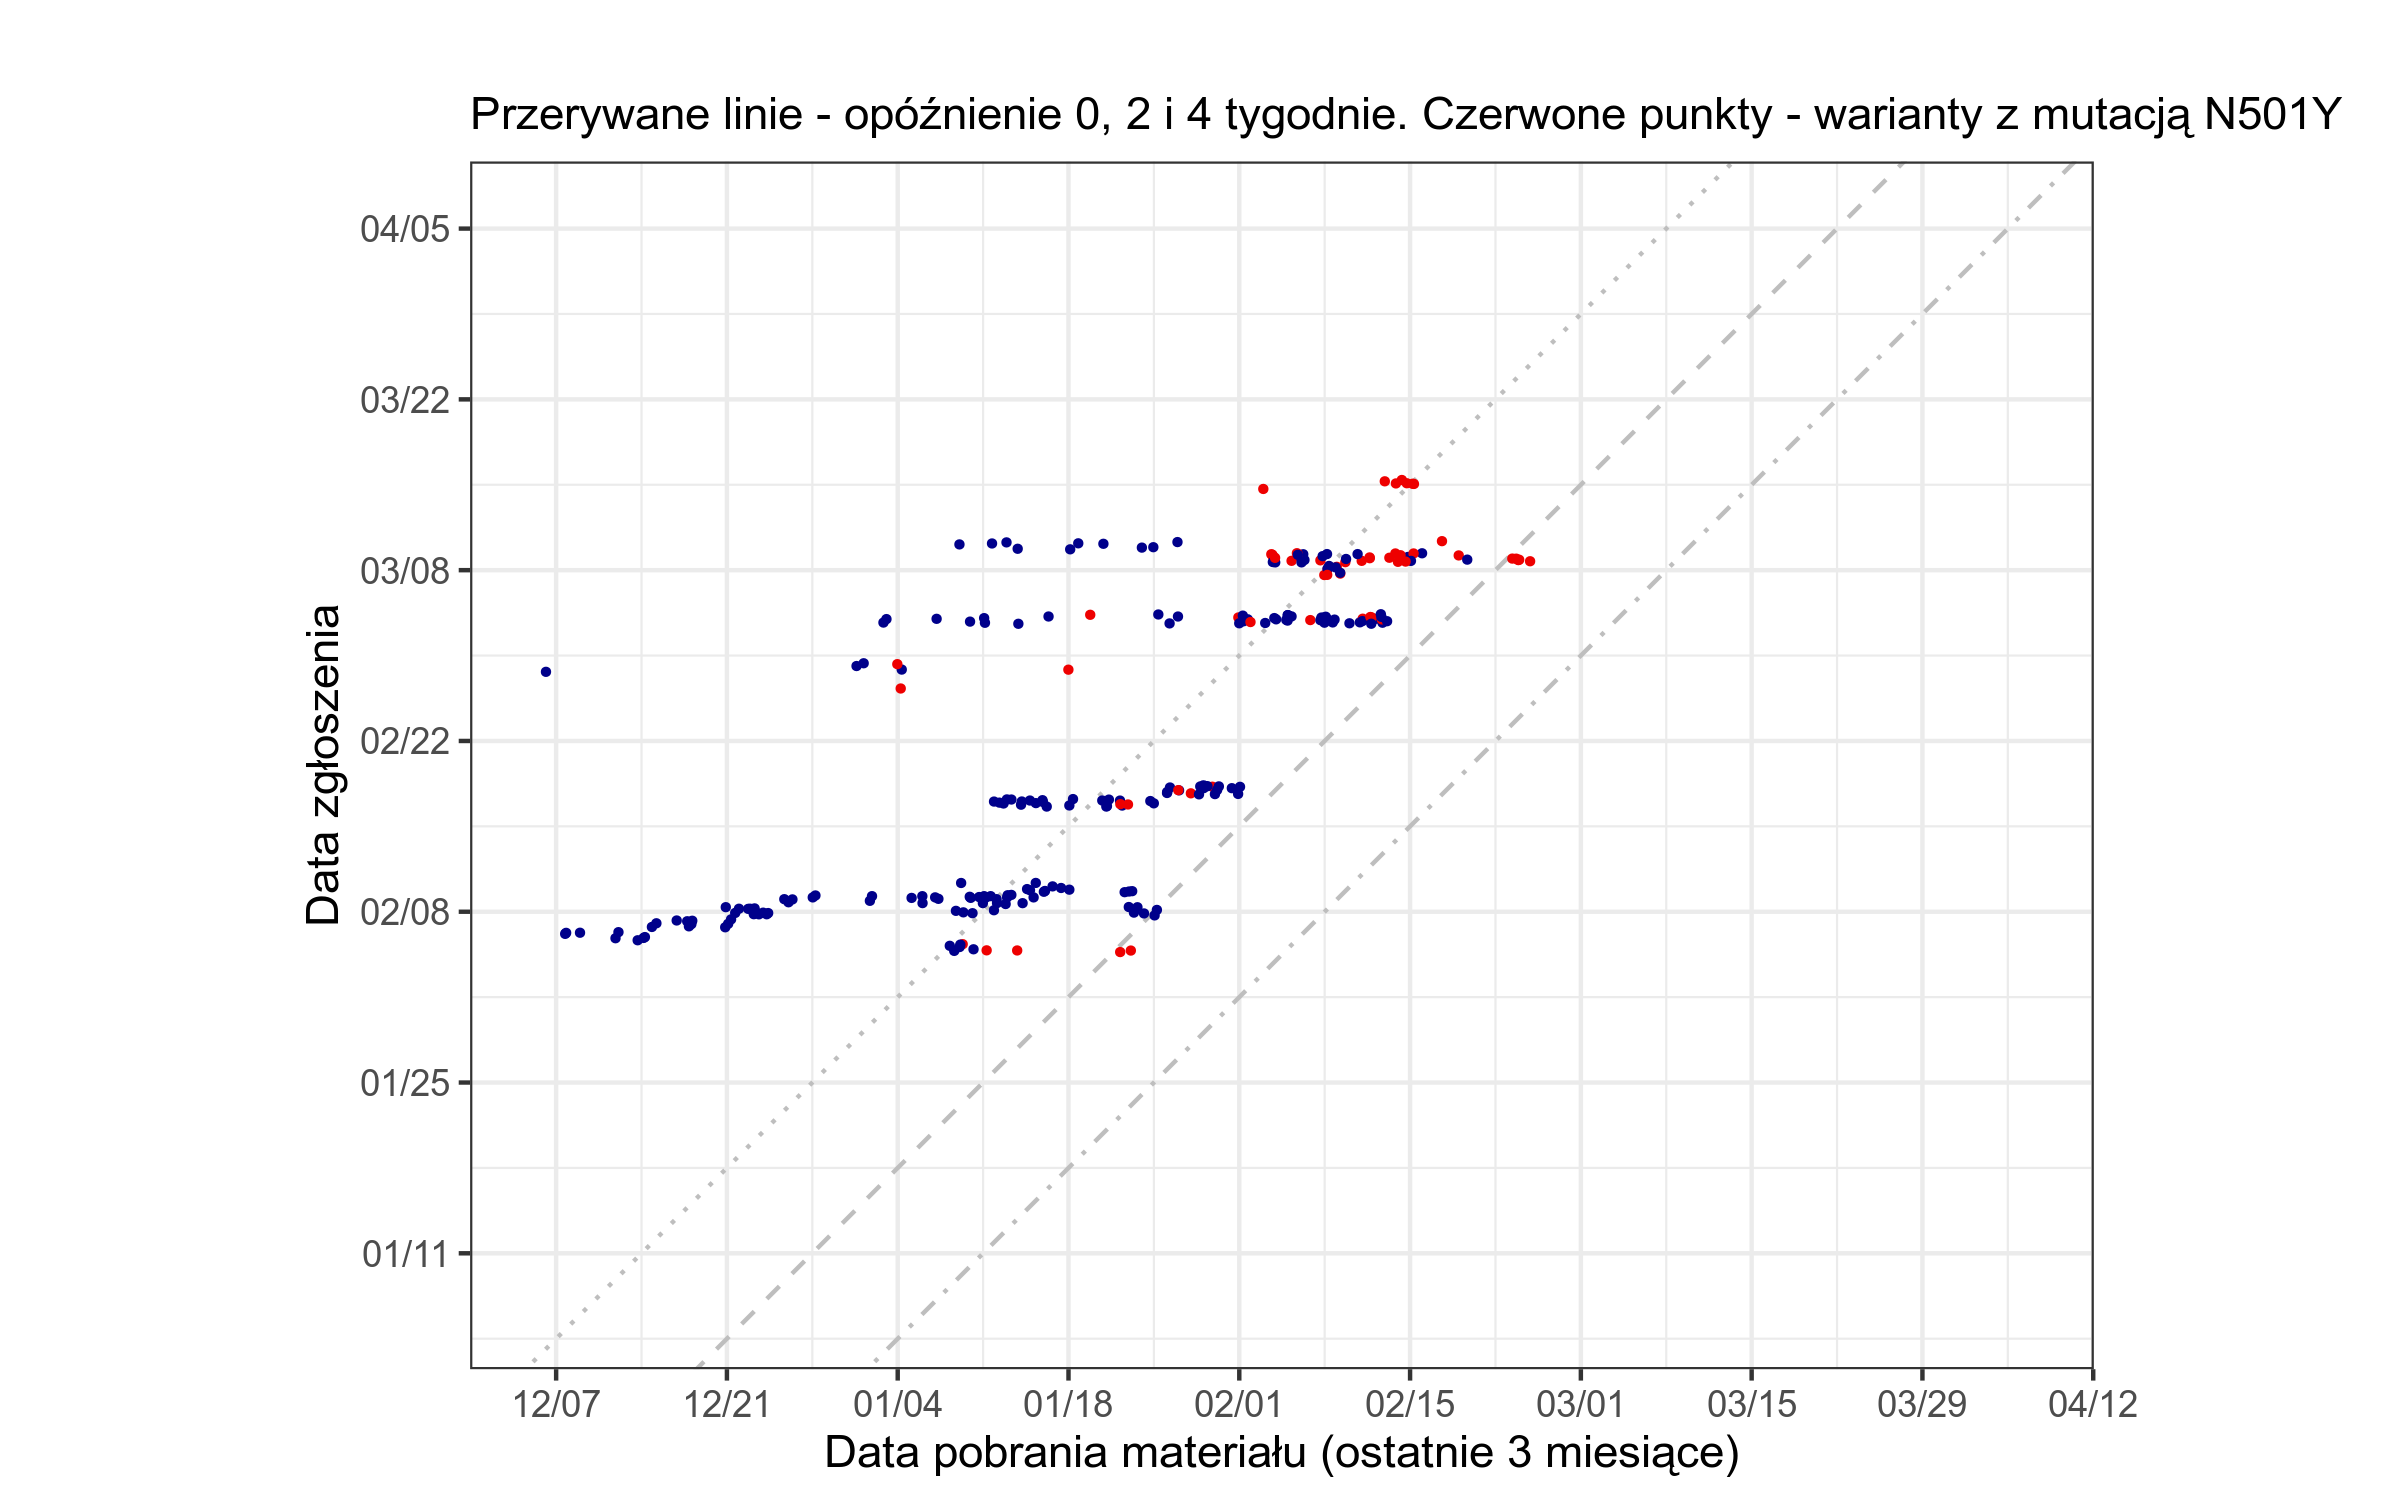 Przerywane linie - opóźnienie 0, 2 i 4 tygodnie. Czerwone punkty - warianty z mutacją N501Y
Data zgłoszenia
04/05
03/22
03/08
02/22
02/08
01/25
01/11
12/07 12/21 01/04 01/18 02/01 02/15 03/01 03/15 03/29 04/12
Data pobrania materiału (ostatnie 3 miesiące)